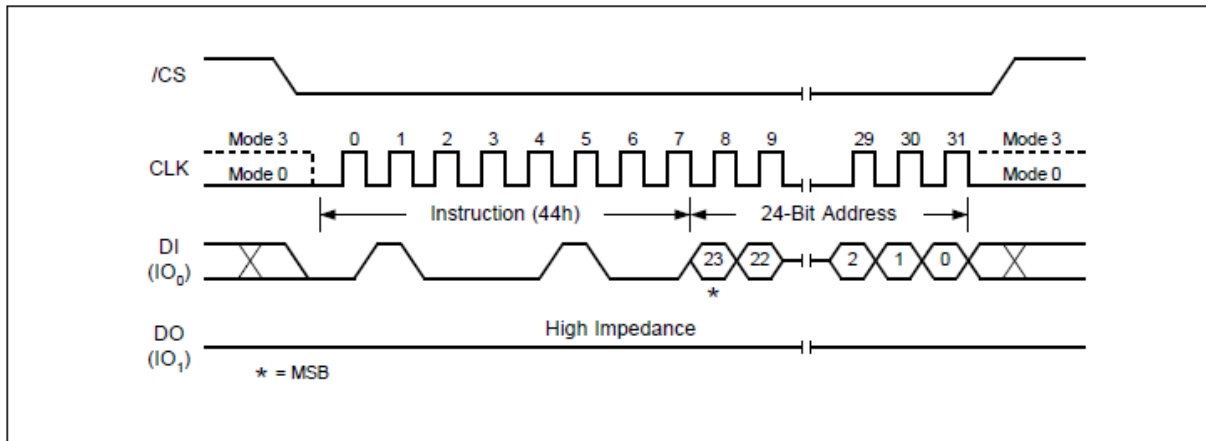 /CS
Mode 3 0 1 2 3 4 5 6 7 8 9 29 30 31 Mode 3
CLK
Mode 0 Mode 0
Instruction (44h) 24-Bit Address
DI
(IO0) 23 22 2 1 0
*
High Impedance
DO
(IO1)
* = MSB